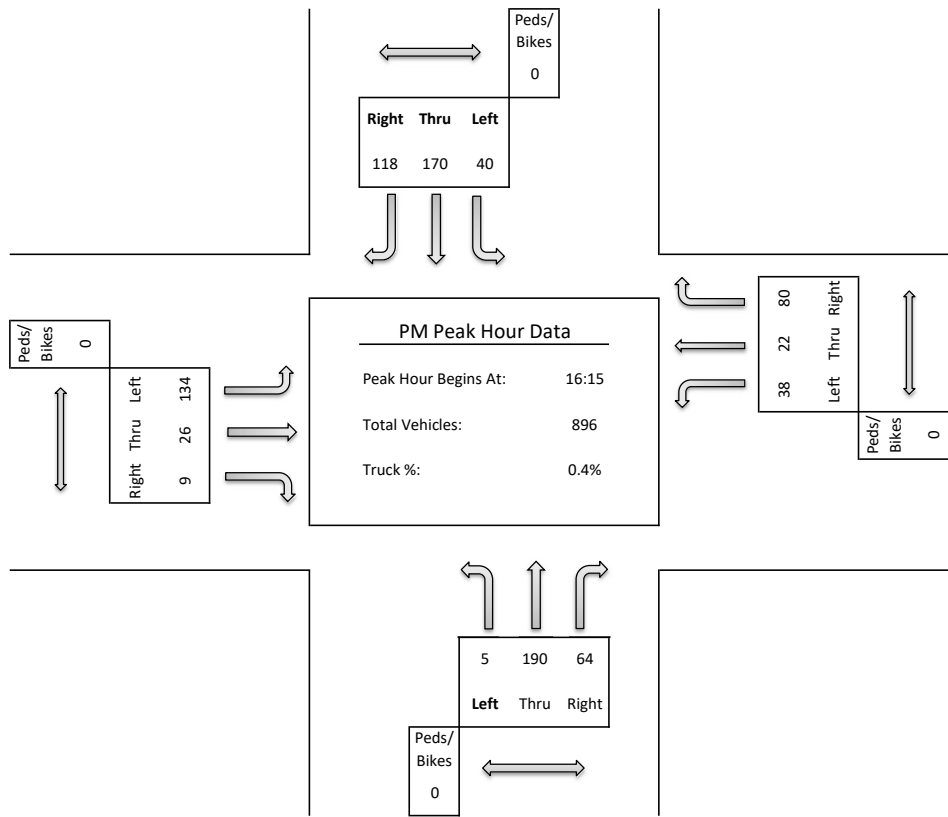 Peds/
Bikes
0
Right Thru Left
118 170 40
Peds/
Bikes
0
Left 134
Thru 26
Right 9
PM Peak Hour Data
Peak Hour Begins At: 16:15
Total Vehicles: 896
Truck %: 0.4%
80 Right
22 Thru
38 Left
Peds/
Bikes
0
5 190 64
Left Thru Right
Peds/
Bikes
0